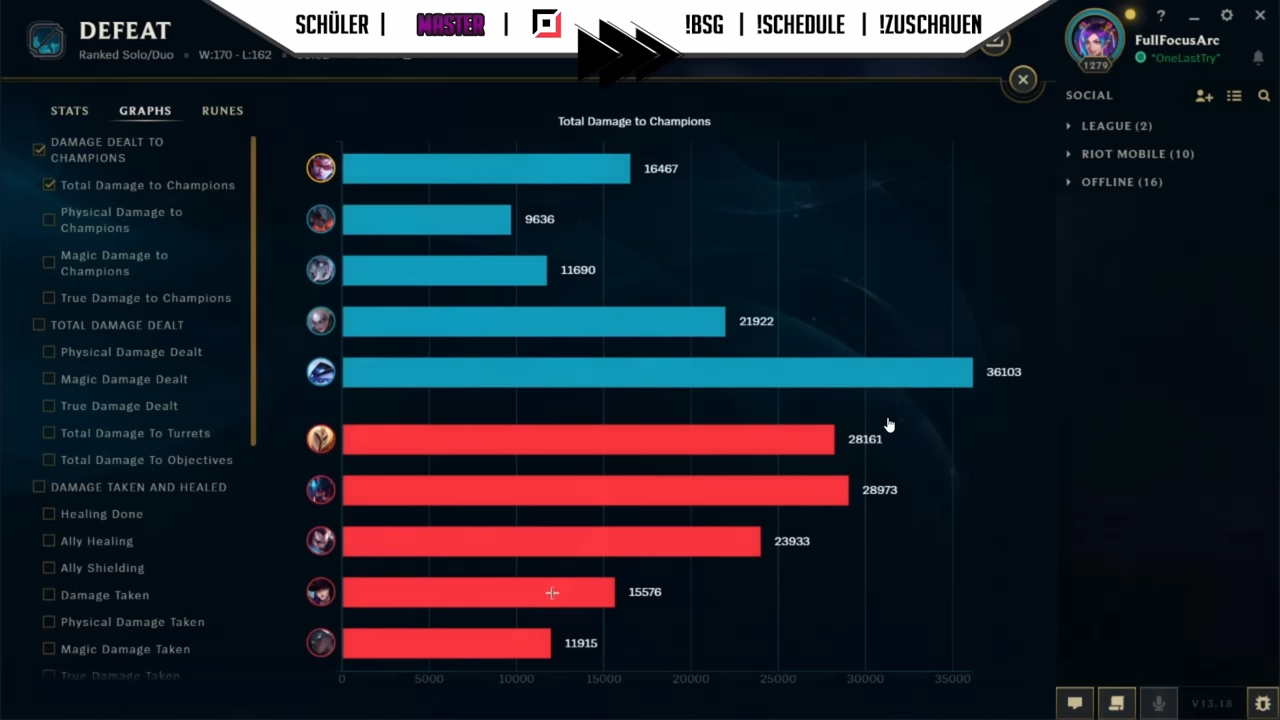 SCHÜLER | MASTER | !BSG | !SCHEDULE | !ZUSCHAUEN
DEFEAT
Ranked Solo/Duo • W:170 - L:162
FullFocusArc
1279
"OneLastTry"
STATS GRAPHS RUNES
SOCIAL
LEAGUE (2)
RIOT MOBILE (10)
OFFLINE (16)
DAMAGE DEALT TO
CHAMPIONS
Total Damage to Champions
Physical Damage to
Champions
Magic Damage to
Champions
True Damage to Champions
TOTAL DAMAGE DEALT
Physical Damage Dealt
Magic Damage Dealt
True Damage Dealt
Total Damage To Turrets
Total Damage To Objectives
DAMAGE TAKEN AND HEALED
Healing Done
Ally Healing
Ally Shielding
Damage Taken
Physical Damage Taken
Magic Damage Taken
True Damage Taken
Total Damage to Champions
16467
9636
11690
21922
36103
28161
28973
23933
15576
11915
0 5000 10000 15000 20000 25000 30000 35000
V13.18